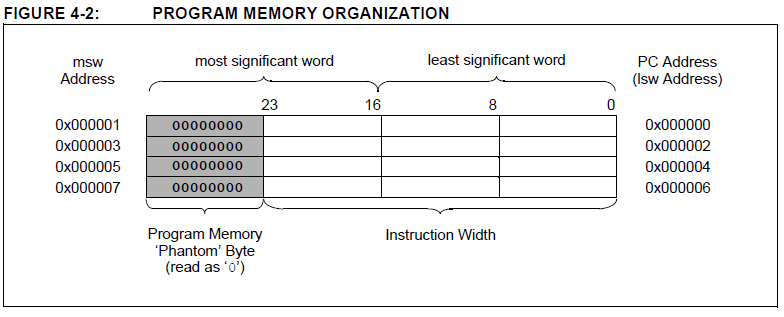 FIGURE 4-2: PROGRAM MEMORY ORGANIZATION
msw
Address
most significant word
least significant word
PC Address
(lsw Address)
23 16 8 0
0x000001 00000000 0x000000
0x000003 00000000 0x000002
0x000005 00000000 0x000004
0x000007 00000000 0x000006
Program Memory
‘Phantom’ Byte
(read as ‘0’)
Instruction Width